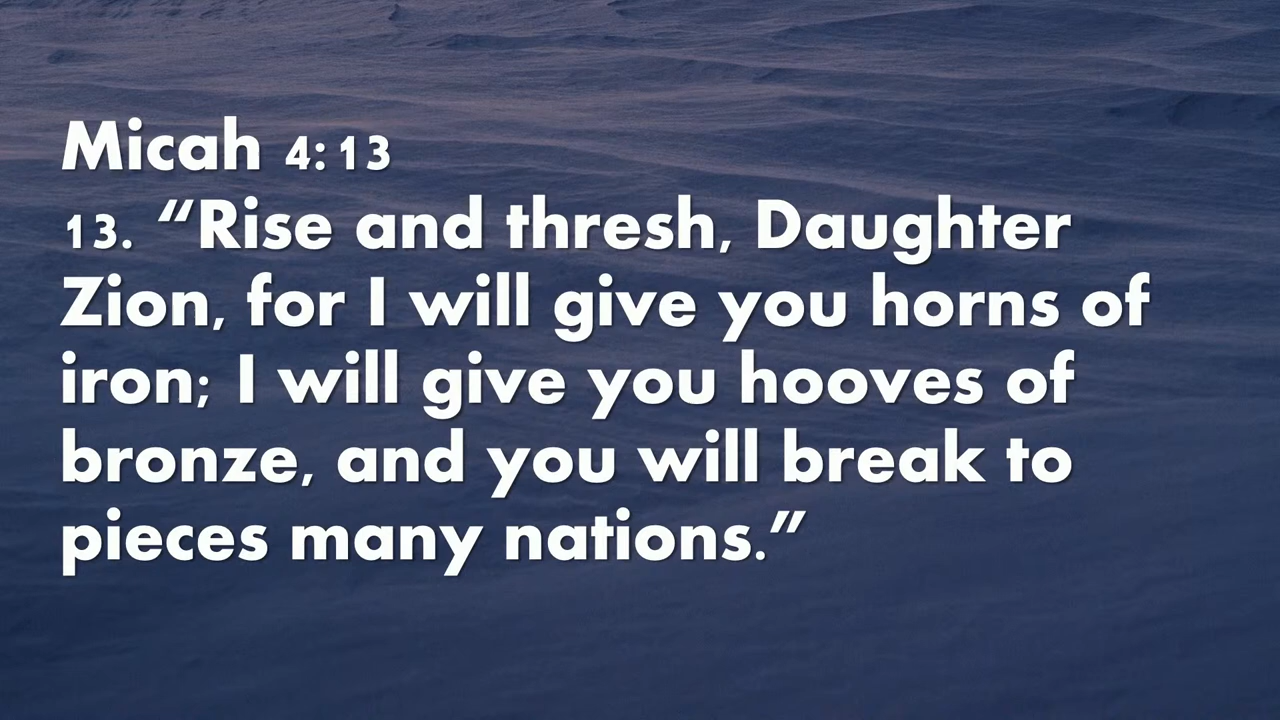 Micah 4:13
13. “Rise and thresh, Daughter
Zion, for I will give you horns of
iron; I will give you hooves of
bronze, and you will break to
pieces many nations.”